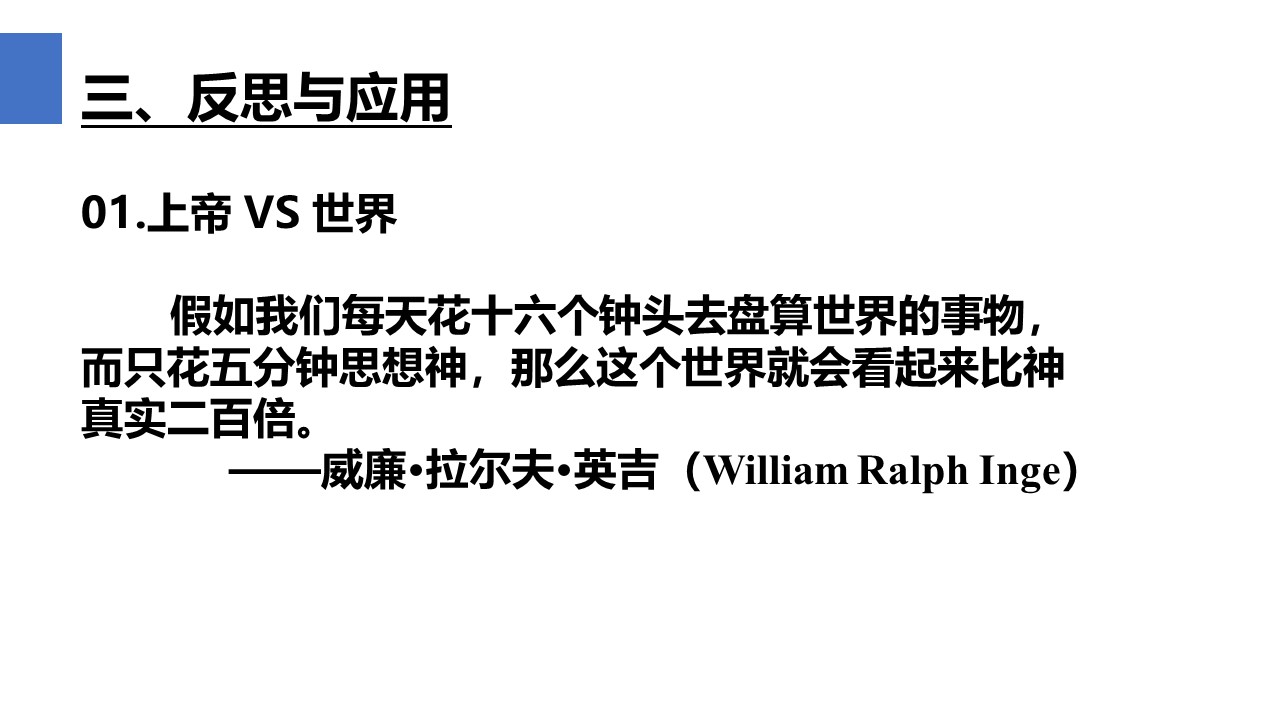 三、反思与应用
01.上帝 VS 世界
假如我们每天花十六个钟头去盘算世界的事物，
而只花五分钟思想神，那么这个世界就会看起来比神
真实二百倍。
——威廉•拉尔夫•英吉（William Ralph Inge）